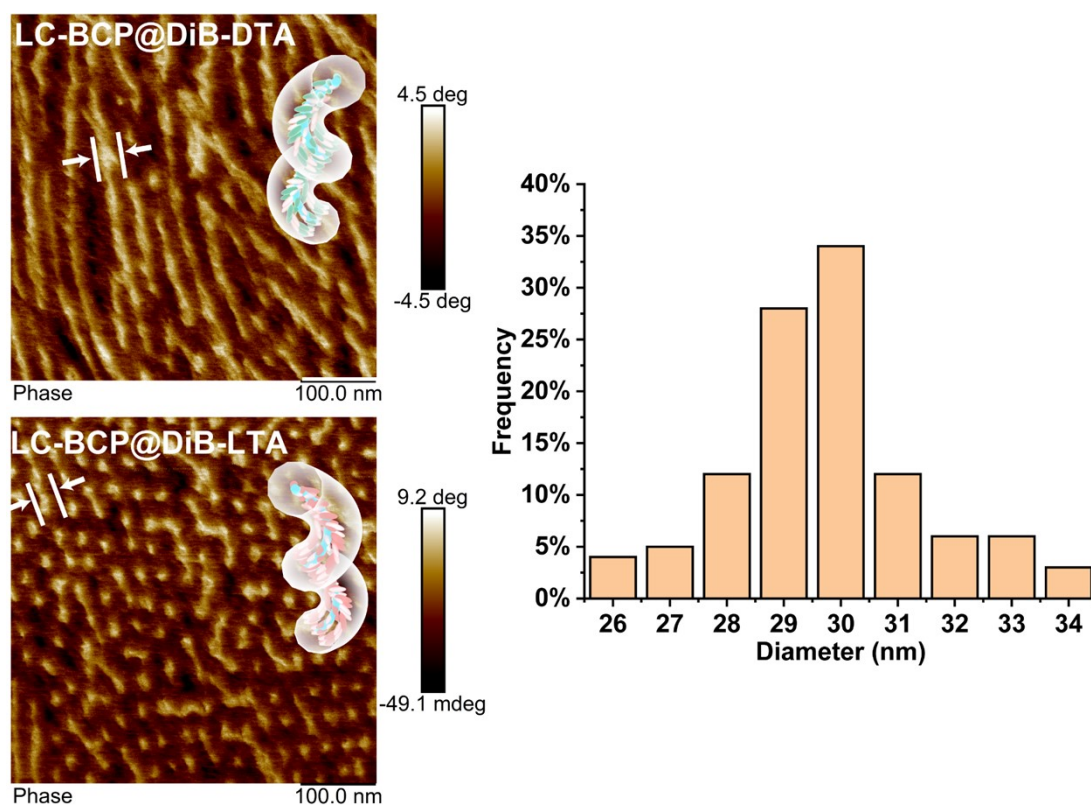 LC-BCP@DiB-DTA
4.5 deg
-4.5 deg
Phase
100.0 nm
LC-BCP@DiB-LTA
9.2 deg
-49.1 mdeg
Phase
100.0 nm
Frequency
40%
35%
30%
25%
20%
15%
10%
5%
0%
26 27 28 29 30 31 32 33 34
Diameter (nm)